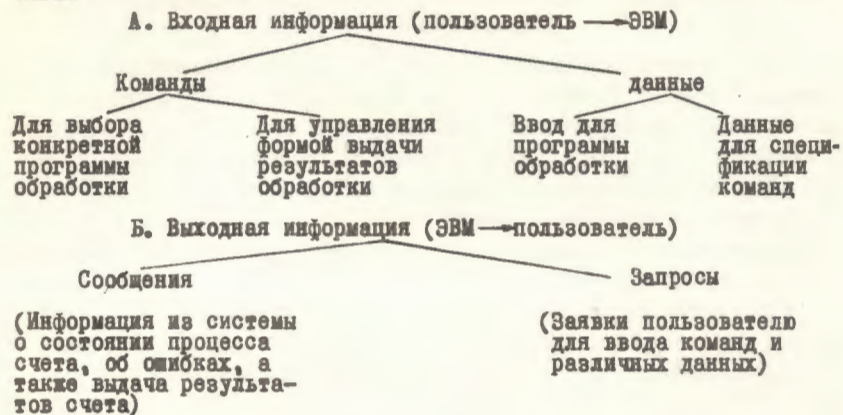 А. Входная информация (пользователь → ЭВМ)
Команды
данные
Для выбора
конкретной
программы
обработки
Для управления
формой выдачи
результатов
обработки
Ввод для
программы
обработки
Данные
для специ-
фикации
команд
Б. Выходная информация (ЭВМ → пользователь)
Сообщения
Запросы
(Информация из системы
о состоянии процесса
счета, об ошибках, а
также выдача результа-
тов счета)
(Заявки пользователю
для ввода команд и
различных данных)